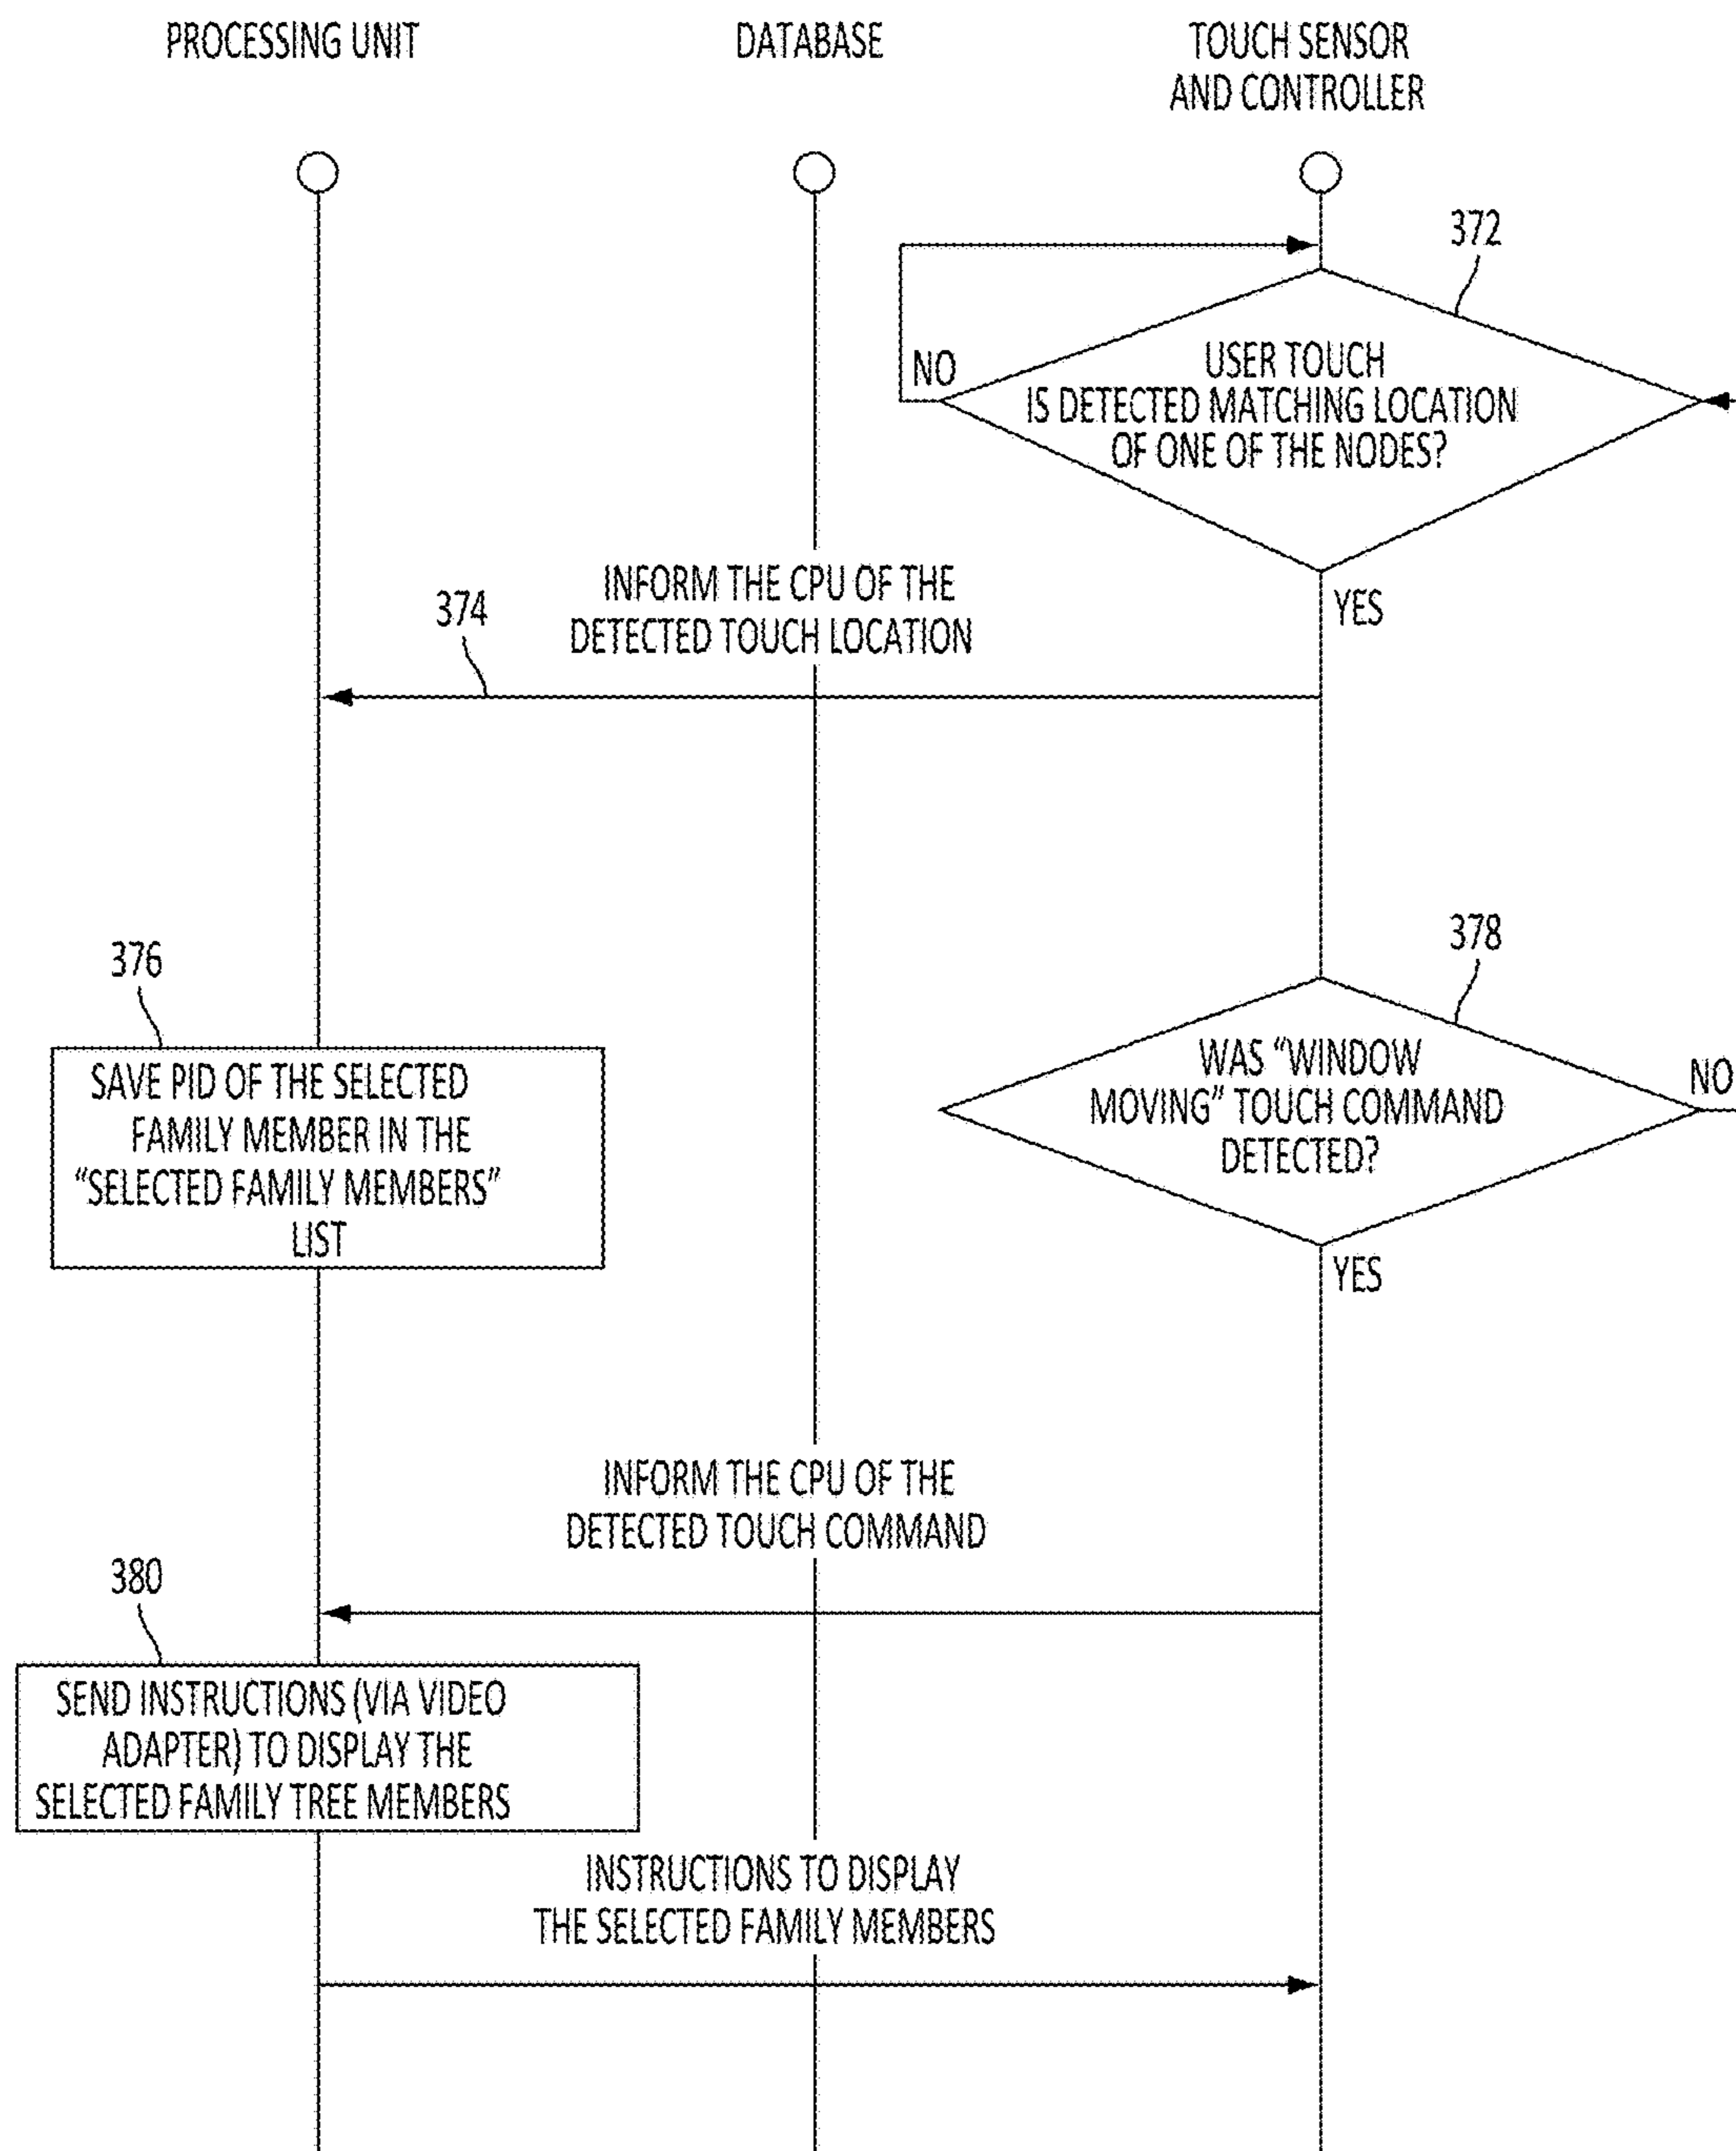 PROCESSING UNIT
DATABASE
TOUCH SENSOR
AND CONTROLLER
372
USER TOUCH
IS DETECTED MATCHING LOCATION
OF ONE OF THE NODES?
NO
YES
INFORM THE CPU OF THE
DETECTED TOUCH LOCATION
374
376
SAVE PID OF THE SELECTED
FAMILY MEMBER IN THE
“SELECTED FAMILY MEMBERS”
LIST
378
WAS “WINDOW
MOVING” TOUCH COMMAND
DETECTED?
NO
YES
INFORM THE CPU OF THE
DETECTED TOUCH COMMAND
380
SEND INSTRUCTIONS (VIA VIDEO
ADAPTER) TO DISPLAY THE
SELECTED FAMILY TREE MEMBERS
INSTRUCTIONS TO DISPLAY
THE SELECTED FAMILY MEMBERS